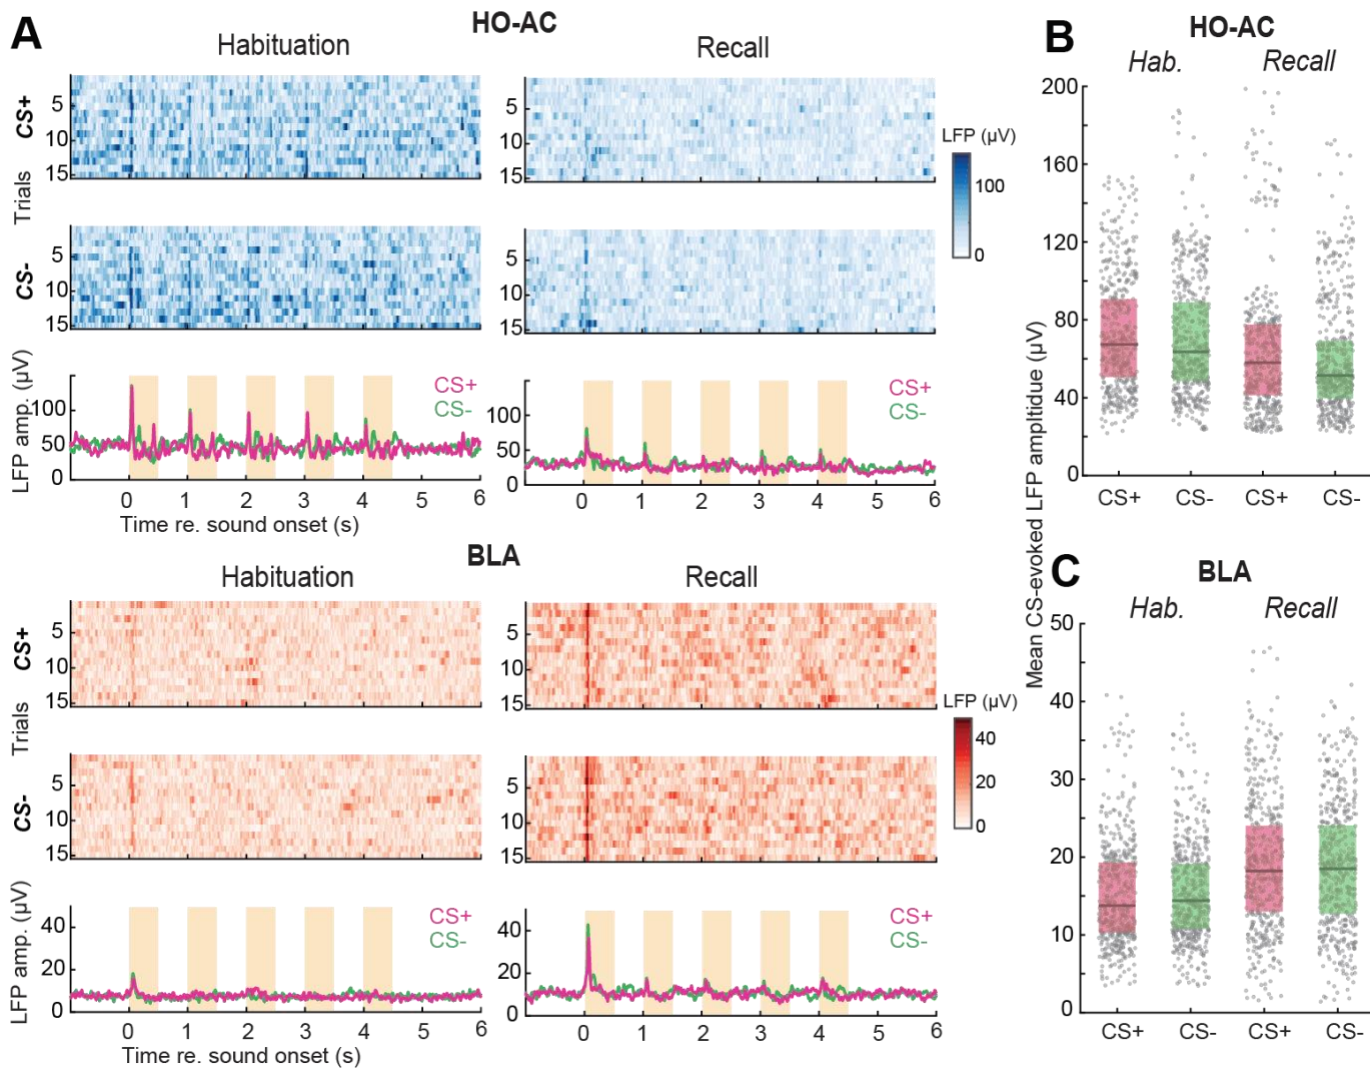 A
HO-AC
Habituation
Recall
CS+
5
10
15
5
10
15
LFP (µV)
100
0
Trials
CS-
5
10
15
5
10
15
LFP amp. (µV)
100
50
0
CS+
CS-
100
50
0
CS+
CS-
0 1 2 3 4 5 6
0 1 2 3 4 5 6
Time re. sound onset (s)
BLA
Habituation
Recall
CS+
5
10
15
5
10
15
LFP (µV)
40
20
0
Trials
CS-
5
10
15
5
10
15
LFP amp. (µV)
40
20
0
CS+
CS-
40
20
0
CS+
CS-
0 1 2 3 4 5 6
0 1 2 3 4 5 6
Time re. sound onset (s)
B
HO-AC
Hab. Recall
200
160
120
80
40
0
CS+ CS- CS+ CS-
Mean CS-evoked LFP ampltidue (µV)
C
BLA
Hab. Recall
50
40
30
20
10
0
CS+ CS- CS+ CS-